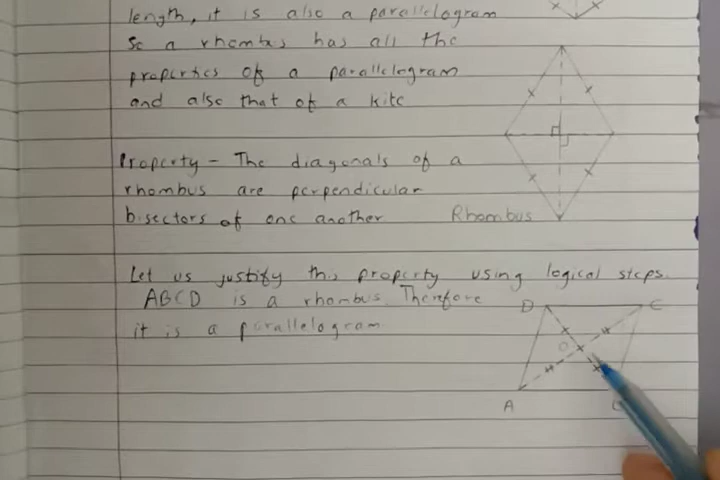 length, it is also a parallelogram
So a rhombus has all the
properties of a parallelogram
and also that of a kite
Property - The diagonals of a
rhombus are perpendicular
bisectors of one another
Rhombus
Let us justify this property using logical steps.
ABCD is a rhombus. Therefore
it is a parallelogram
D
C
O
A